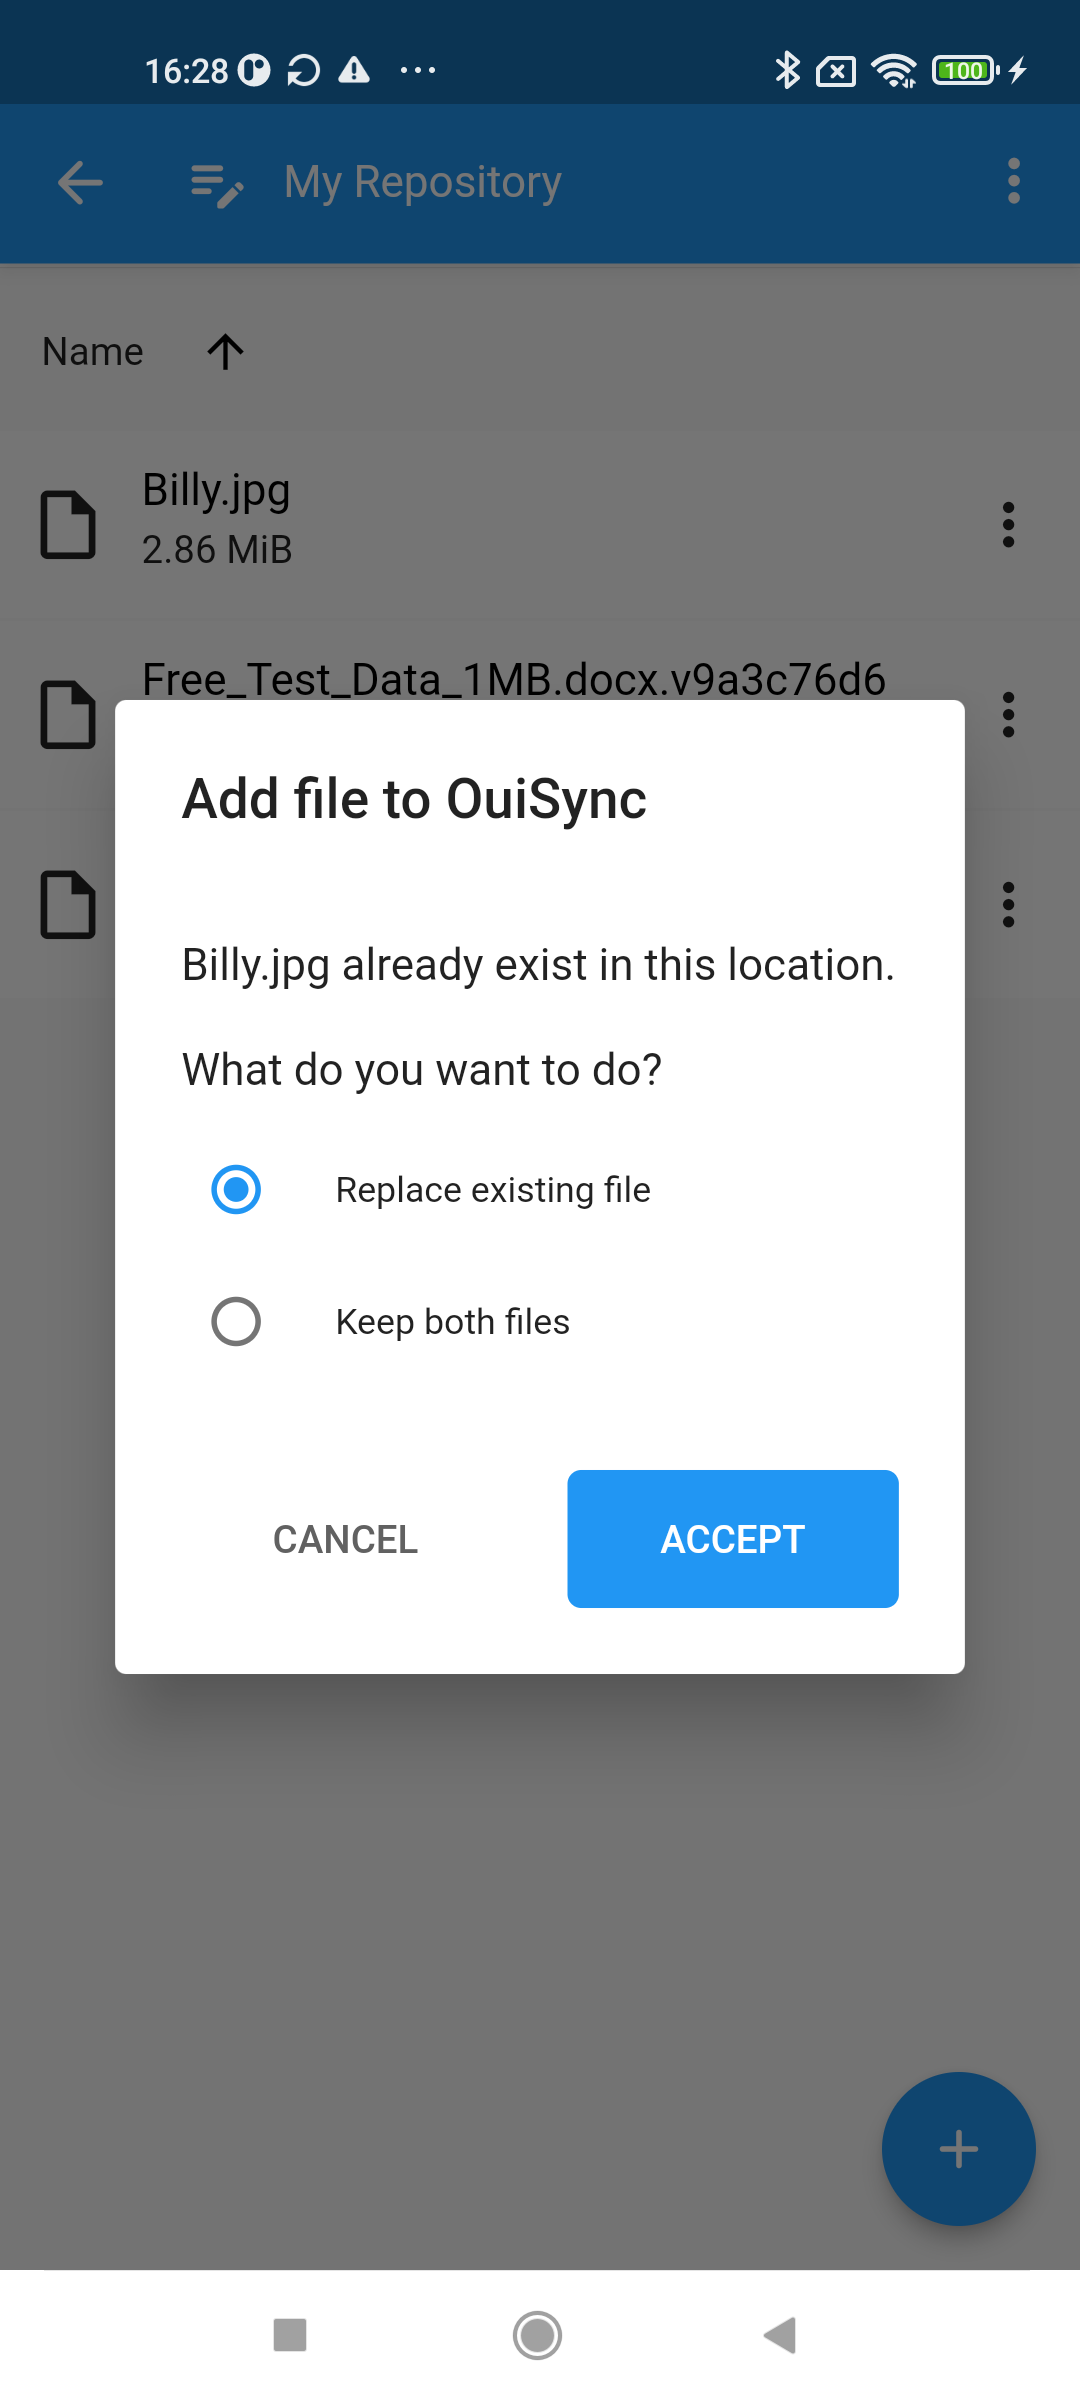 16:28
100
My Repository
Name
Billy.jpg
2.86 MiB
Free_Test_Data_1MB.docx.v9a3c76d6
Add file to OuiSync
Billy.jpg already exist in this location.
What do you want to do?
Replace existing file
Keep both files
CANCEL
ACCEPT